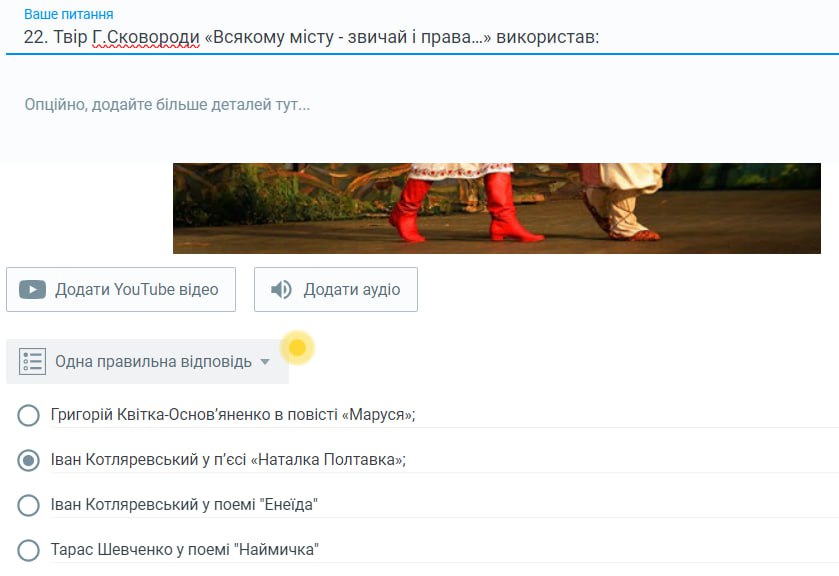 Ваше питання
22. Твір Г.Сковороди «Всякому місту - звичай і права...» використав:
Опційно, додайте більше деталей тут...
Додати YouTube відео
Додати аудіо
Одна правильна відповідь
Григорій Квітка-Основ'яненко в повісті «Маруся»;
Іван Котляревський у п'єсі «Наталка Полтавка»;
Іван Котляревський у поемі "Енеїда"
Тарас Шевченко у поемі "Наймичка"